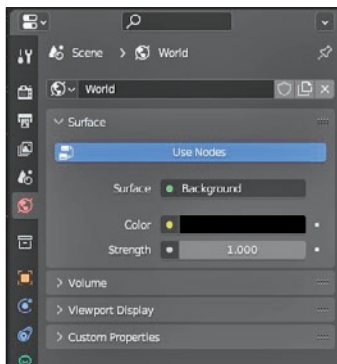 Scene > World
World
Surface
Use Nodes
Surface Background
Color
Strength 1.000
Volume
Viewport Display
Custom Properties